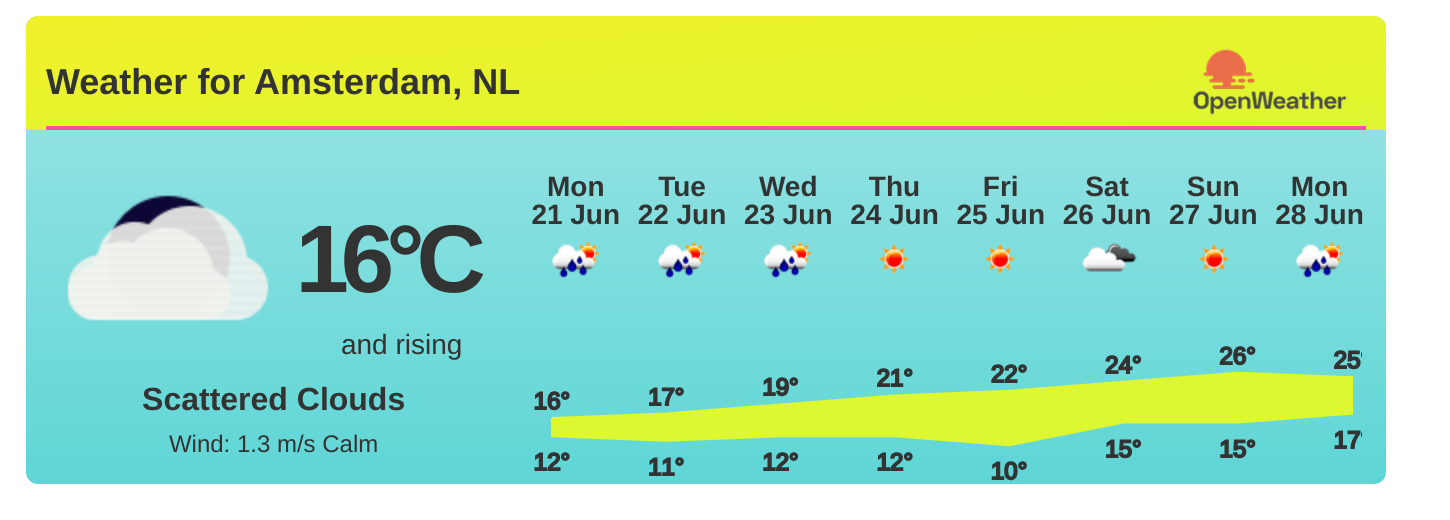 Weather for Amsterdam, NL
OpenWeather
16°C
and rising
Scattered Clouds
Wind: 1.3 m/s Calm
Mon Tue Wed Thu Fri Sat Sun Mon
21 Jun 22 Jun 23 Jun 24 Jun 25 Jun 26 Jun 27 Jun 28 Jun
16° 17° 19° 21° 22° 24° 26° 25°
12° 11° 12° 12° 10° 15° 15° 17